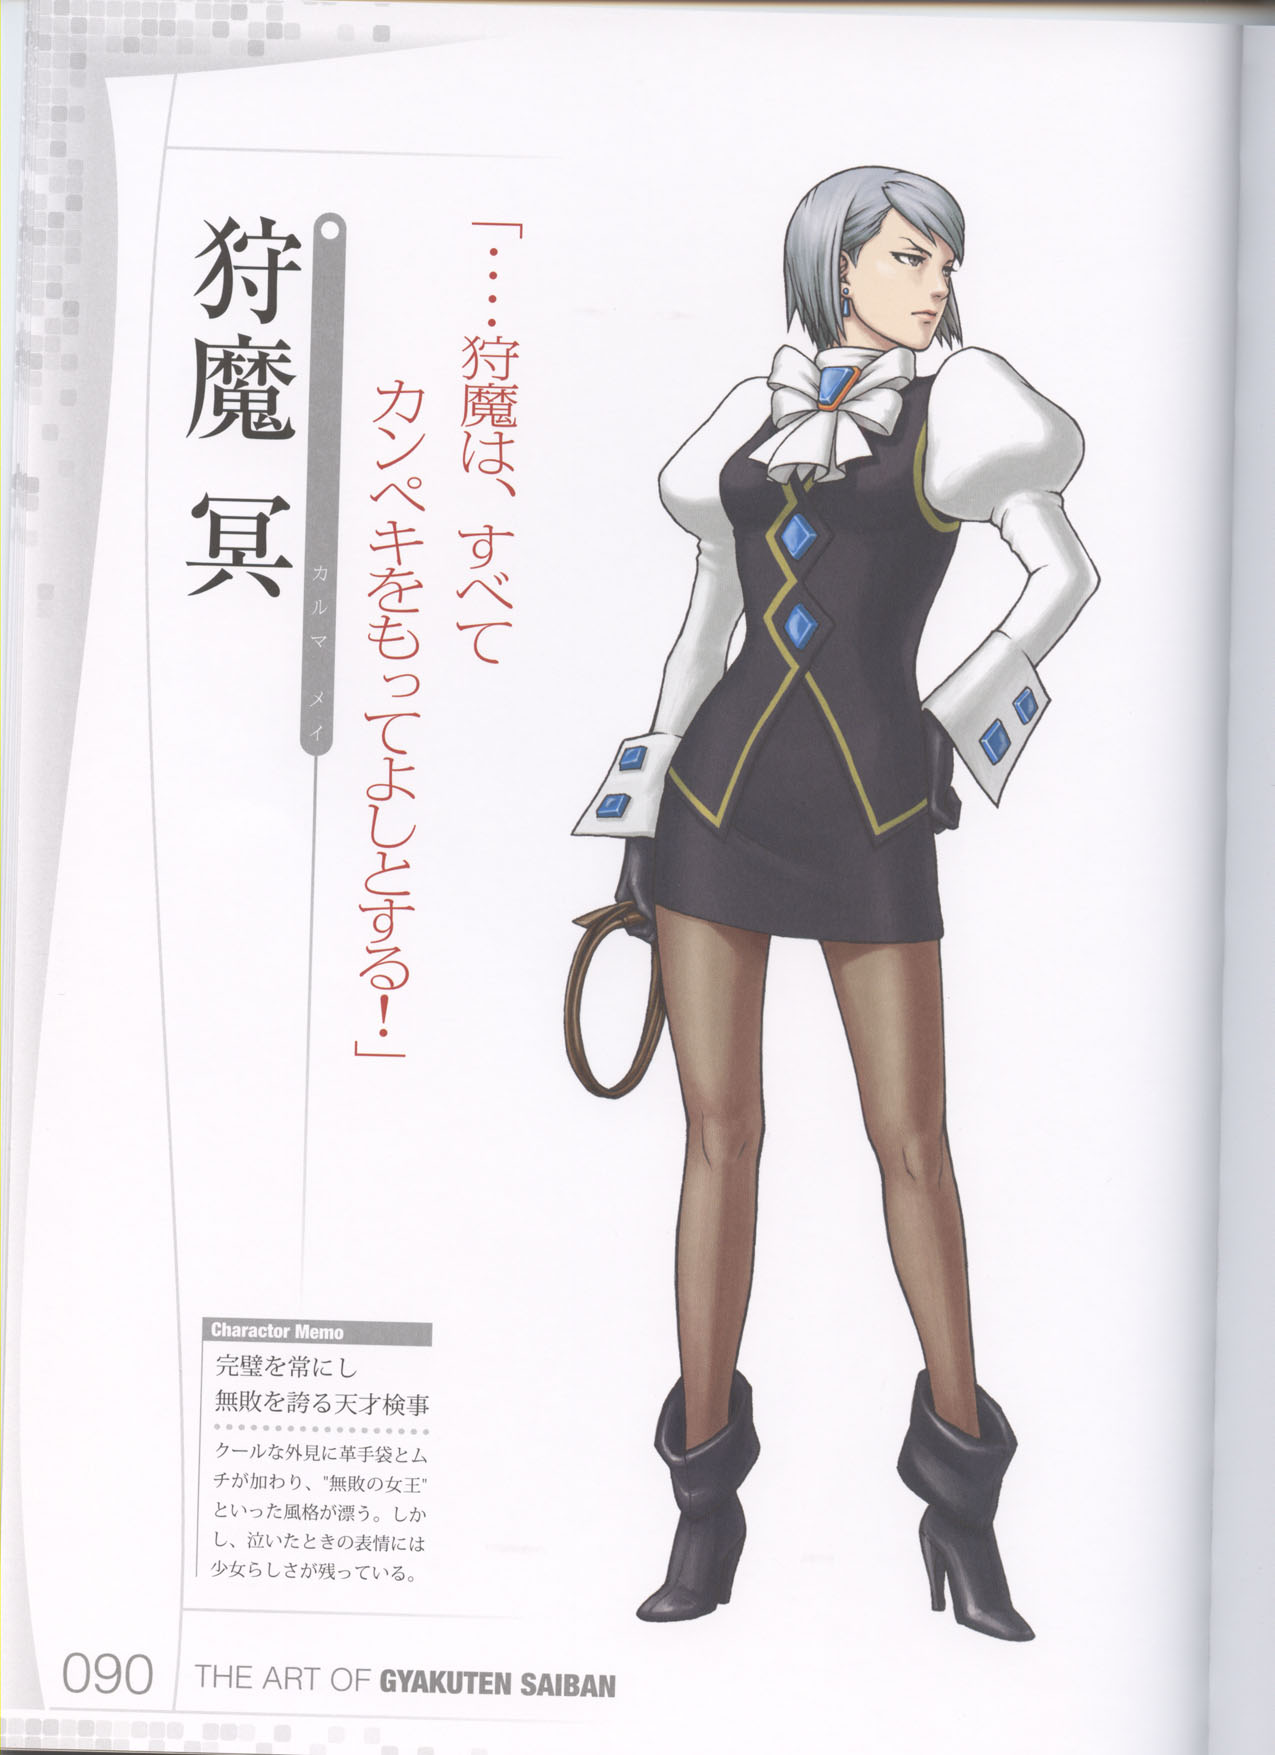 狩魔 冥
カルマ メイ
「‥‥狩魔は、すべて
カンペキをもってよしとする！」
Charactor Memo
完璧を常にし
無敗を誇る天才検事
クールな外見に革手袋とム
チが加わり、"無敗の女王"
といった風格が漂う。しか
し、泣いたときの表情には
少女らしさが残っている。
090 THE ART OF GYAKUTEN SAIBAN